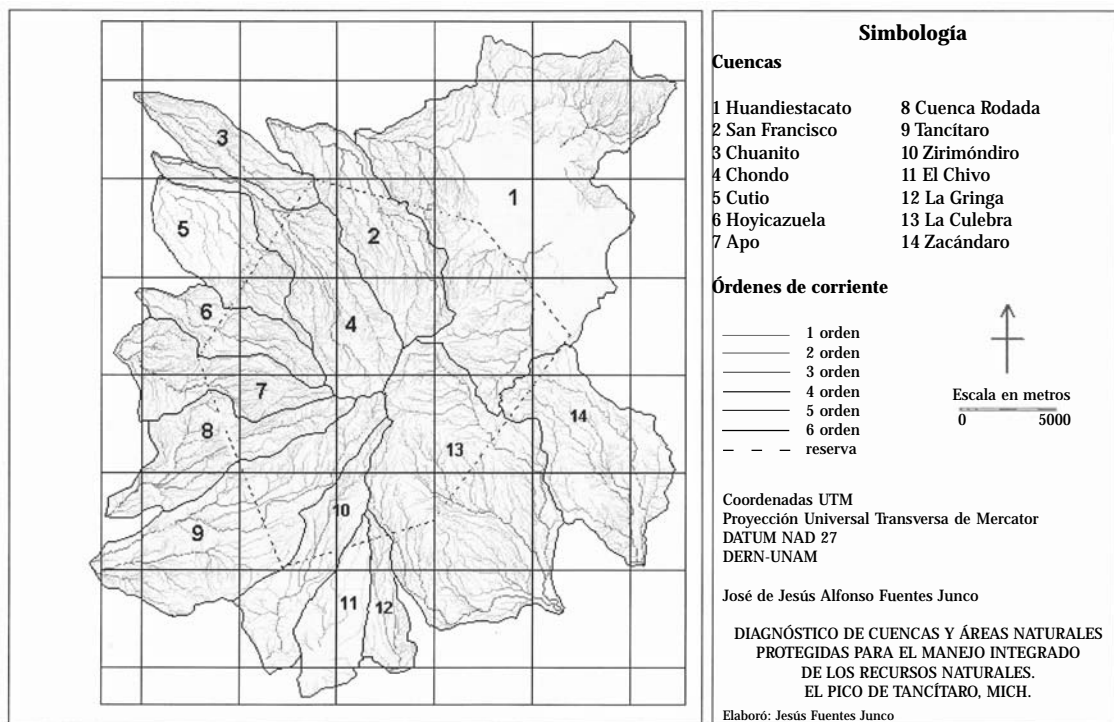 1
2
3
4
5
6
7
8
9
10
11
12
13
14
Simbología
Cuencas
1 Huandiestacato
2 San Francisco
3 Chuanito
4 Chondo
5 Cutio
6 Hoyicazuela
7 Apo
8 Cuenca Rodada
9 Tancítaro
10 Zirimóndiro
11 El Chivo
12 La Gringa
13 La Culebra
14 Zacándaro
Órdenes de corriente
1 orden
2 orden
3 orden
4 orden
5 orden
6 orden
reserva
Escala en metros
0 5000
Coordenadas UTM
Proyección Universal Transversa de Mercator
DATUM NAD 27
DERN-UNAM
José de Jesús Alfonso Fuentes Junco
DIAGNÓSTICO DE CUENCAS Y ÁREAS NATURALES
PROTEGIDAS PARA EL MANEJO INTEGRADO
DE LOS RECURSOS NATURALES.
EL PICO DE TANCÍTARO, MICH.
Elaboró: Jesús Fuentes Junco